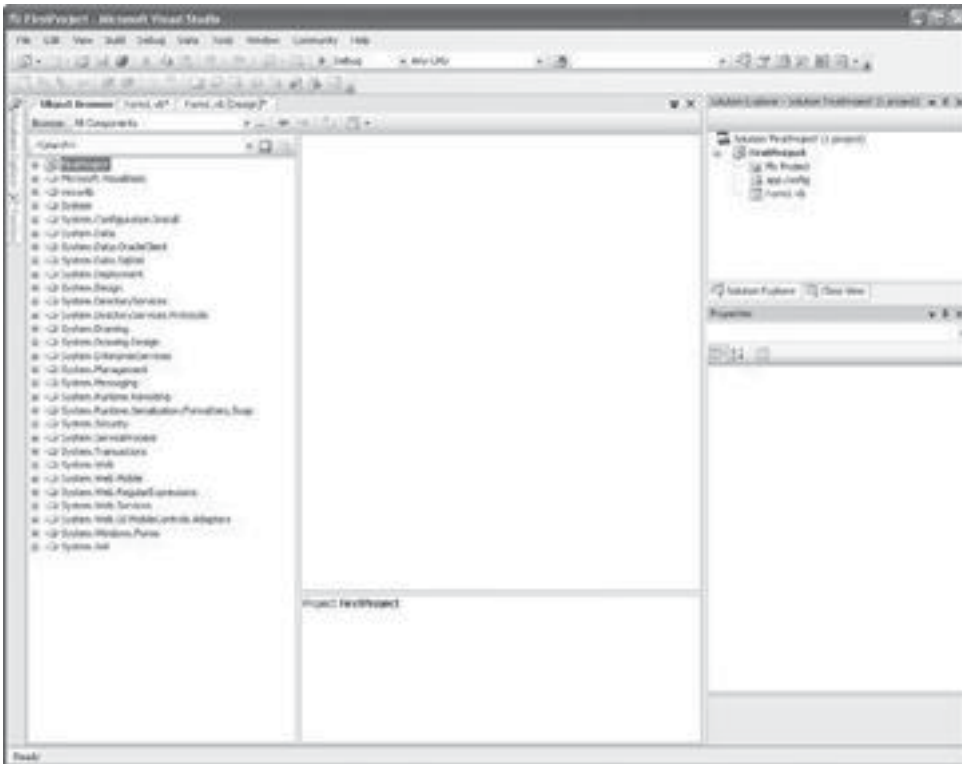 FirstProject - Microsoft Visual Studio
File Edit View Build Debug Data Tools Window Community Help
Debug Any CPU
Object Browser Form1.vb* Form1.vb [Design]*
Browse: All Components
<Search>
FirstProject
Microsoft.VisualBasic
mscorlib
System
System.Configuration.Install
System.Data
System.Data.OracleClient
System.Data.SqlXml
System.Deployment
System.Design
System.DirectoryServices
System.DirectoryServices.Protocols
System.Drawing
System.Drawing.Design
System.EnterpriseServices
System.Management
System.Messaging
System.Runtime.Remoting
System.Runtime.Serialization.Formatters.Soap
System.Security
System.ServiceProcess
System.Transactions
System.Web
System.Web.Mobile
System.Web.RegularExpressions
System.Web.Services
System.Web.UI.MobileControls.Adapters
System.Windows.Forms
System.Xml
Project FirstProject
Solution Explorer - Solution 'FirstProject' (1 project)
Solution 'FirstProject' (1 project)
FirstProject
My Project
app.config
Form1.vb
Solution Explorer Class View
Properties
Ready